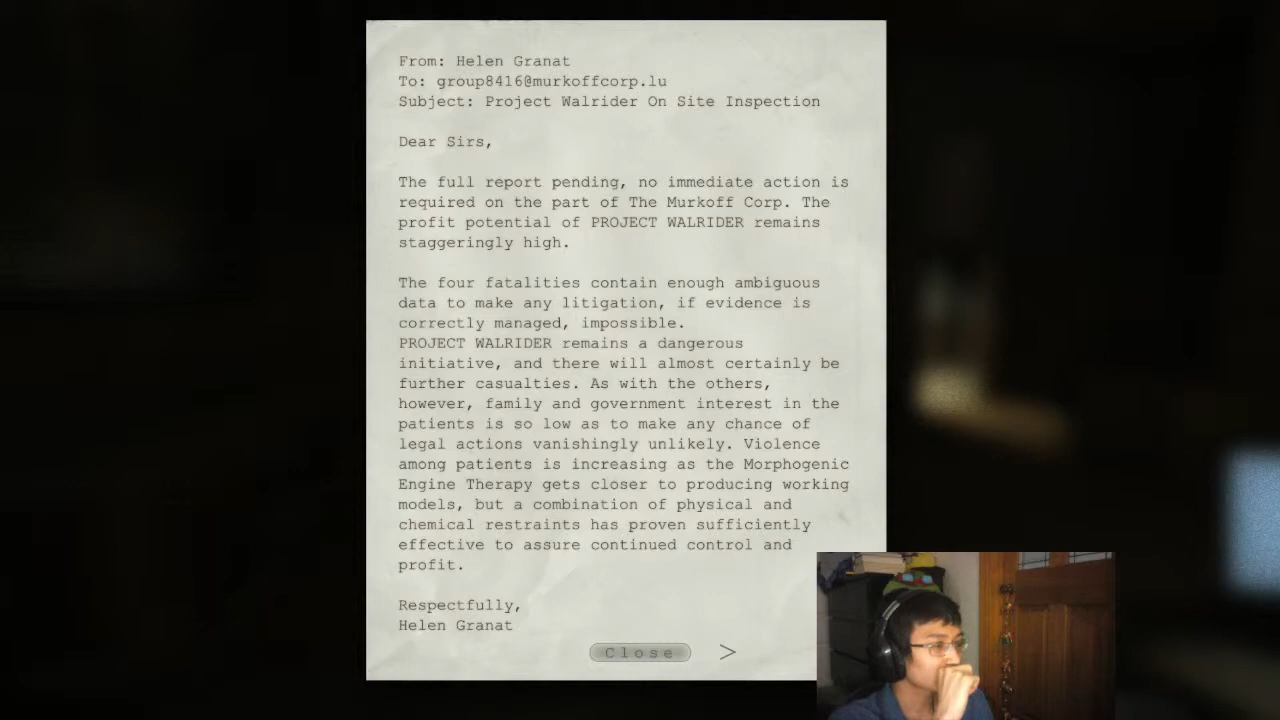 From: Helen Granat
To: group8416@murkoffcorp.lu
Subject: Project Walrider On Site Inspection
Dear Sirs,
The full report pending, no immediate action is
required on the part of The Murkoff Corp. The
profit potential of PROJECT WALRIDER remains
staggeringly high.
The four fatalities contain enough ambiguous
data to make any litigation, if evidence is
correctly managed, impossible.
PROJECT WALRIDER remains a dangerous
initiative, and there will almost certainly be
further casualties. As with the others,
however, family and government interest in the
patients is so low as to make any chance of
legal actions vanishingly unlikely. Violence
among patients is increasing as the Morphogenic
Engine Therapy gets closer to producing working
models, but a combination of physical and
chemical restraints has proven sufficiently
effective to assure continued control and
profit.
Respectfully,
Helen Granat
Close >